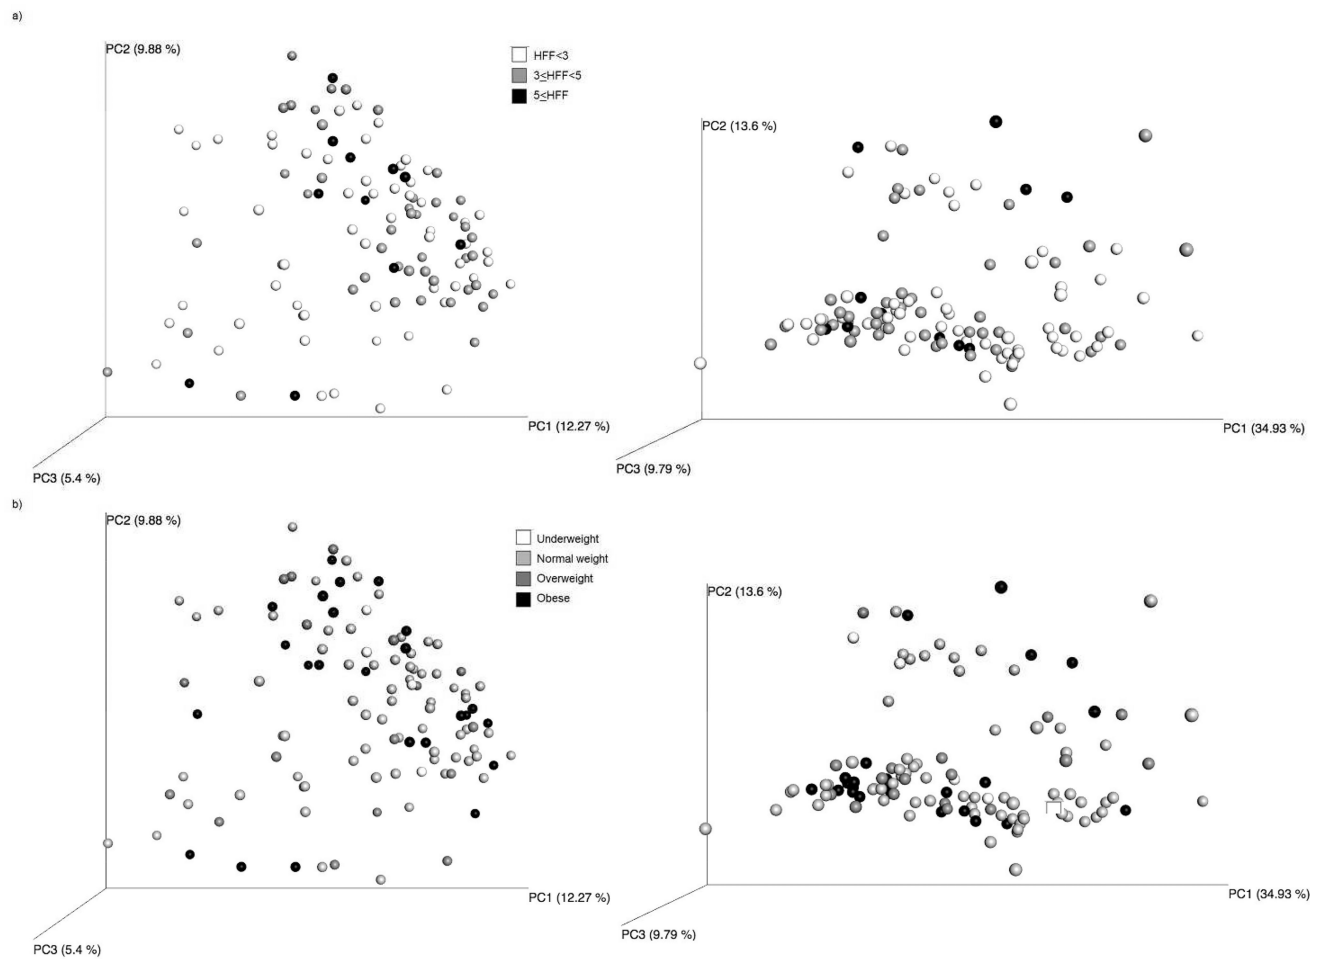 a)
PC2 (9.88 %)
HFF<3
3≤HFF<5
5≤HFF
PC1 (12.27 %)
PC3 (5.4 %)
PC2 (13.6 %)
PC1 (34.93 %)
PC3 (9.79 %)
b)
PC2 (9.88 %)
Underweight
Normal weight
Overweight
Obese
PC1 (12.27 %)
PC3 (5.4 %)
PC2 (13.6 %)
PC1 (34.93 %)
PC3 (9.79 %)